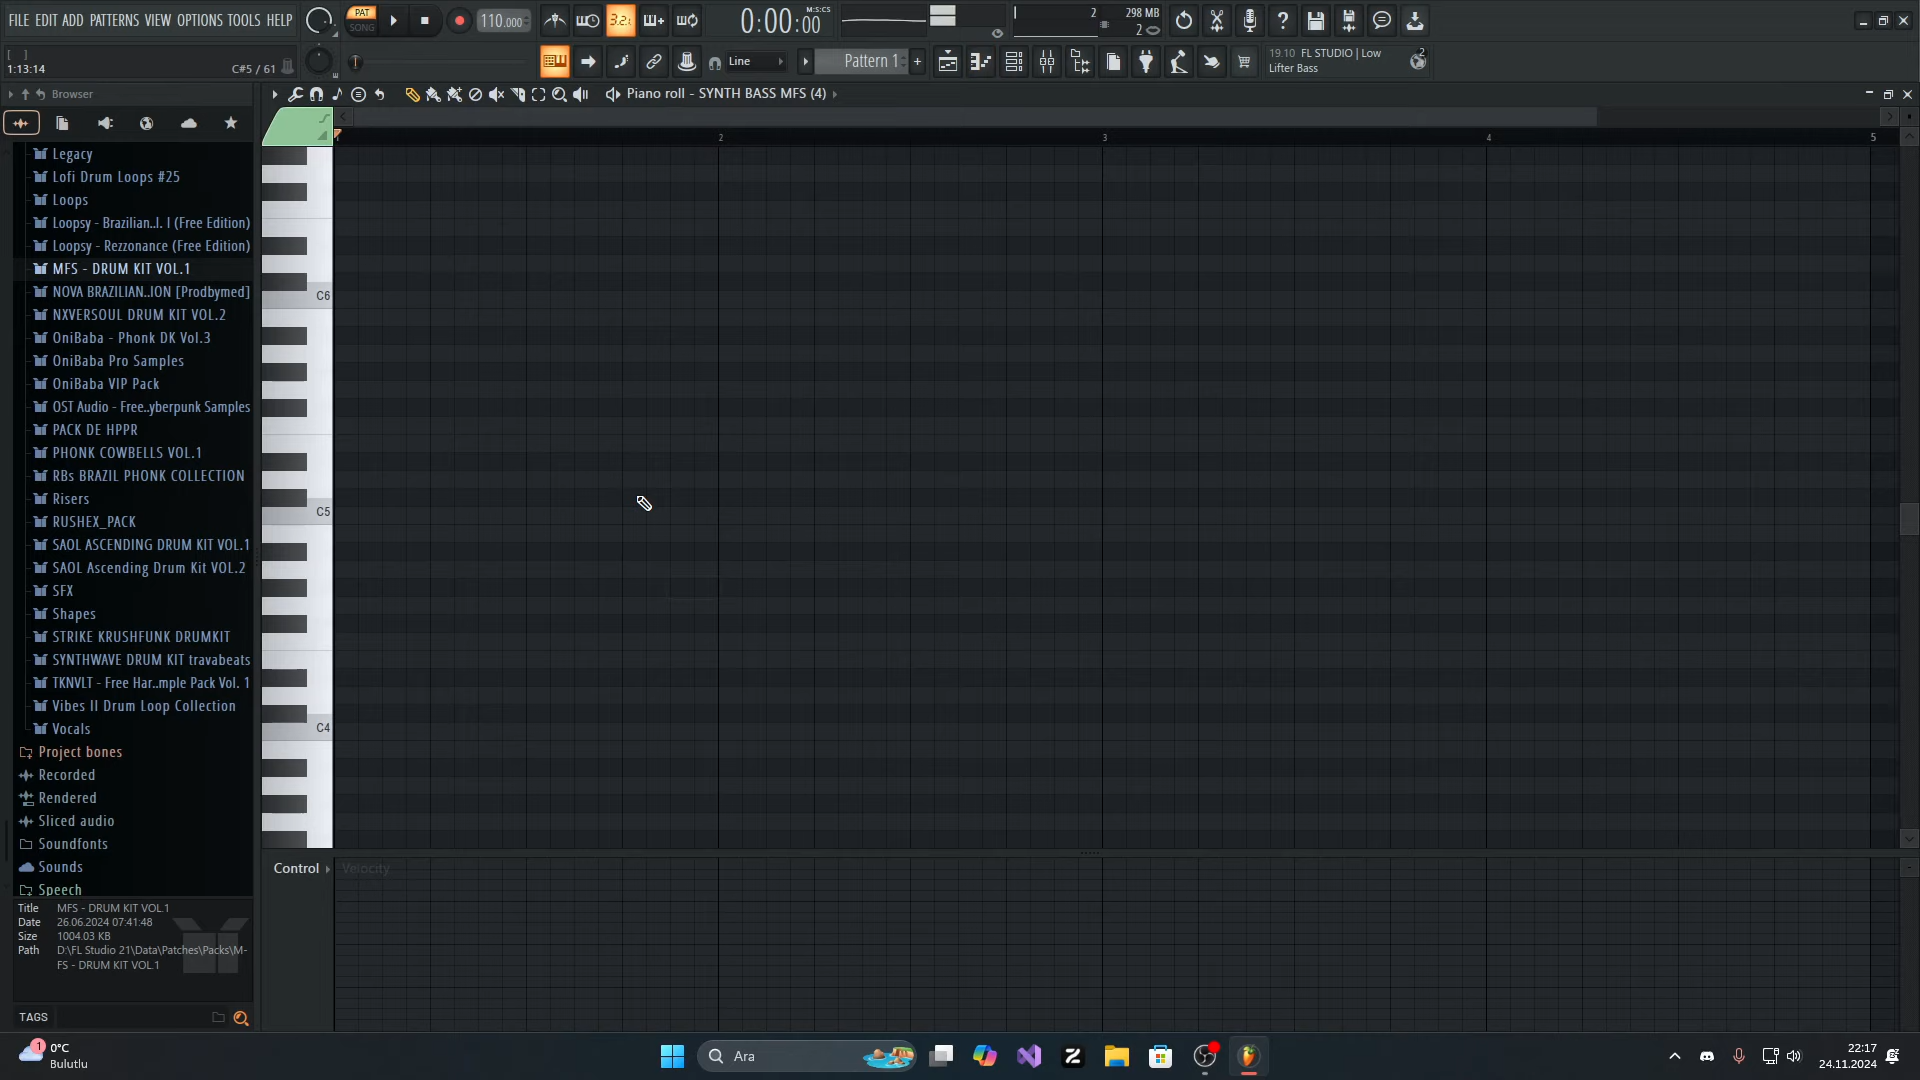 FILE EDIT ADD PATTERNS VIEW OPTIONS TOOLS HELP
PAT
SONG
110.000
3.2.
0:00:00
M:S:CS
2
298 MB
2
[ ]
1:13:14
C#5 / 61
Line
Pattern 1
+
19.10 FL STUDIO | Low
Lifter Bass
2
Browser
Piano roll - SYNTH BASS MFS (4)
2
3
4
5
Legacy
Lofi Drum Loops #25
Loops
Loopsy - Brazilian..l. I (Free Edition)
Loopsy - Rezzonance (Free Edition)
MFS - DRUM KIT VOL.1
NOVA BRAZILIAN..ION [Prodbymed]
NXVERSOUL DRUM KIT VOL.2
OniBaba - Phonk DK Vol.3
OniBaba Pro Samples
OniBaba VIP Pack
OST Audio - Free..yberpunk Samples
PACK DE HPPR
PHONK COWBELLS VOL.1
RBs BRAZIL PHONK COLLECTION
Risers
RUSHEX_PACK
SAOL ASCENDING DRUM KIT VOL.1
SAOL Ascending Drum Kit VOL.2
SFX
Shapes
STRIKE KRUSHFUNK DRUMKIT
SYNTHWAVE DRUM KIT travabeats
TKNVLT - Free Har..mple Pack Vol. 1
Vibes II Drum Loop Collection
Vocals
Project bones
Recorded
Rendered
Sliced audio
Soundfonts
Sounds
Speech
C6
C5
C4
Control
Velocity
Title MFS - DRUM KIT VOL.1
Date 26.06.2024 07:41:48
Size 1004.03 KB
Path D:\FL Studio 21\Data\Patches\Packs\M-
FS - DRUM KIT VOL.1
TAGS
1
0°C
Bulutlu
Ara
22:17
24.11.2024